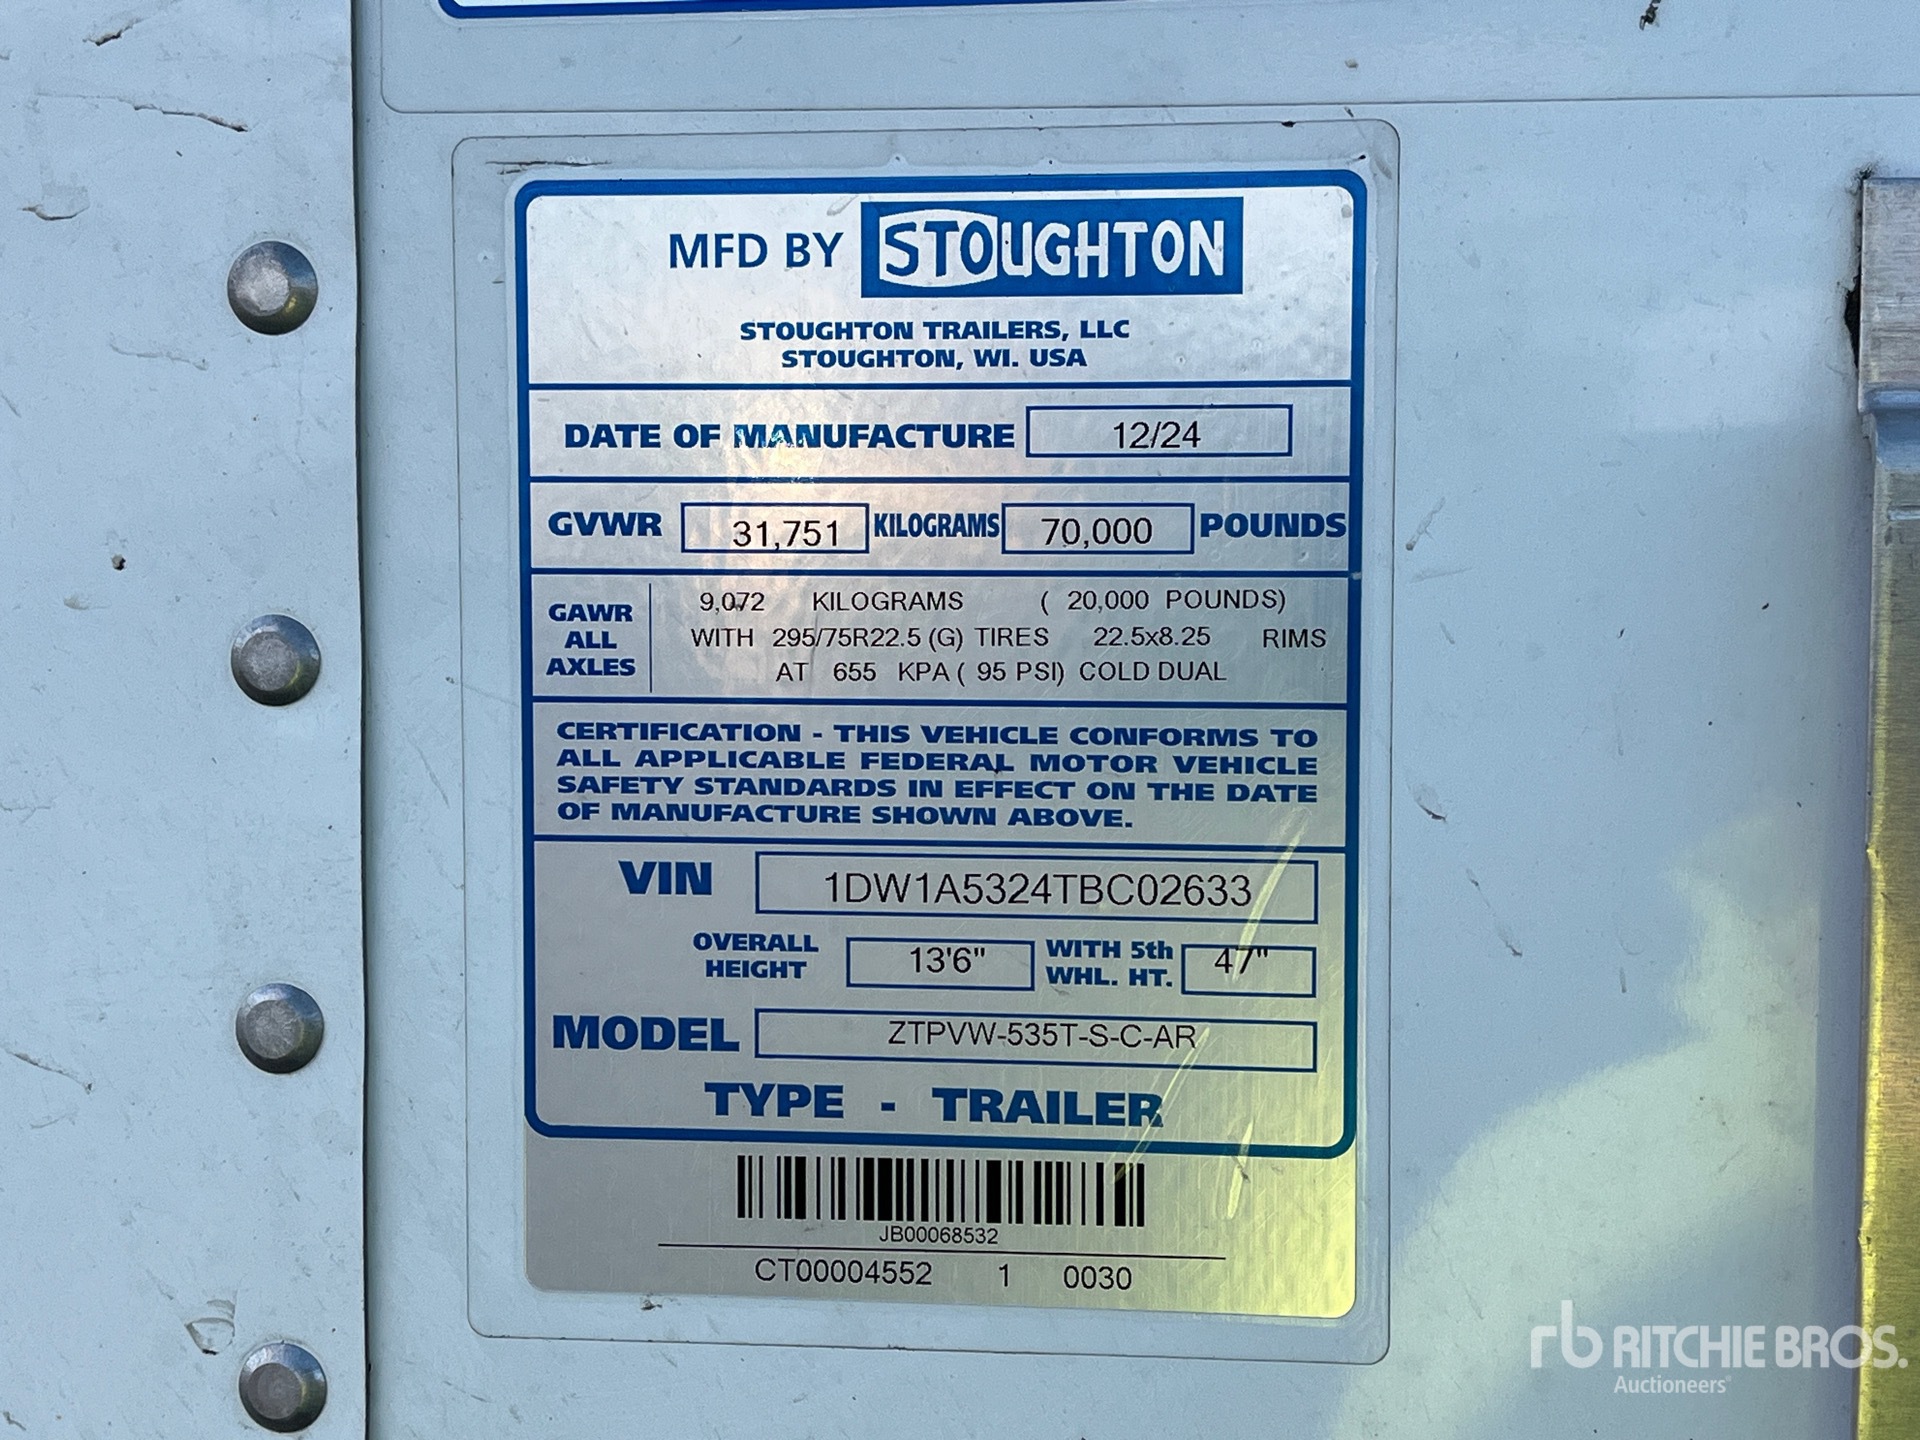 MFD BY STOUGHTON
STOUGHTON TRAILERS, LLC
STOUGHTON, WI. USA
DATE OF MANUFACTURE 12/24
GVWR 31,751 KILOGRAMS 70,000 POUNDS
GAWR ALL AXLES
9,072 KILOGRAMS ( 20,000 POUNDS)
WITH 295/75R22.5 (G) TIRES 22.5x8.25 RIMS
AT 655 KPA ( 95 PSI) COLD DUAL
CERTIFICATION - THIS VEHICLE CONFORMS TO
ALL APPLICABLE FEDERAL MOTOR VEHICLE
SAFETY STANDARDS IN EFFECT ON THE DATE
OF MANUFACTURE SHOWN ABOVE.
VIN 1DW1A5324TBC02633
OVERALL HEIGHT 13'6" WITH 5th WHL. HT. 47"
MODEL ZTPVW-535T-S-C-AR
TYPE - TRAILER
JB00068532
CT00004552 1 0030
rb RITCHIE BROS.
Auctioneers